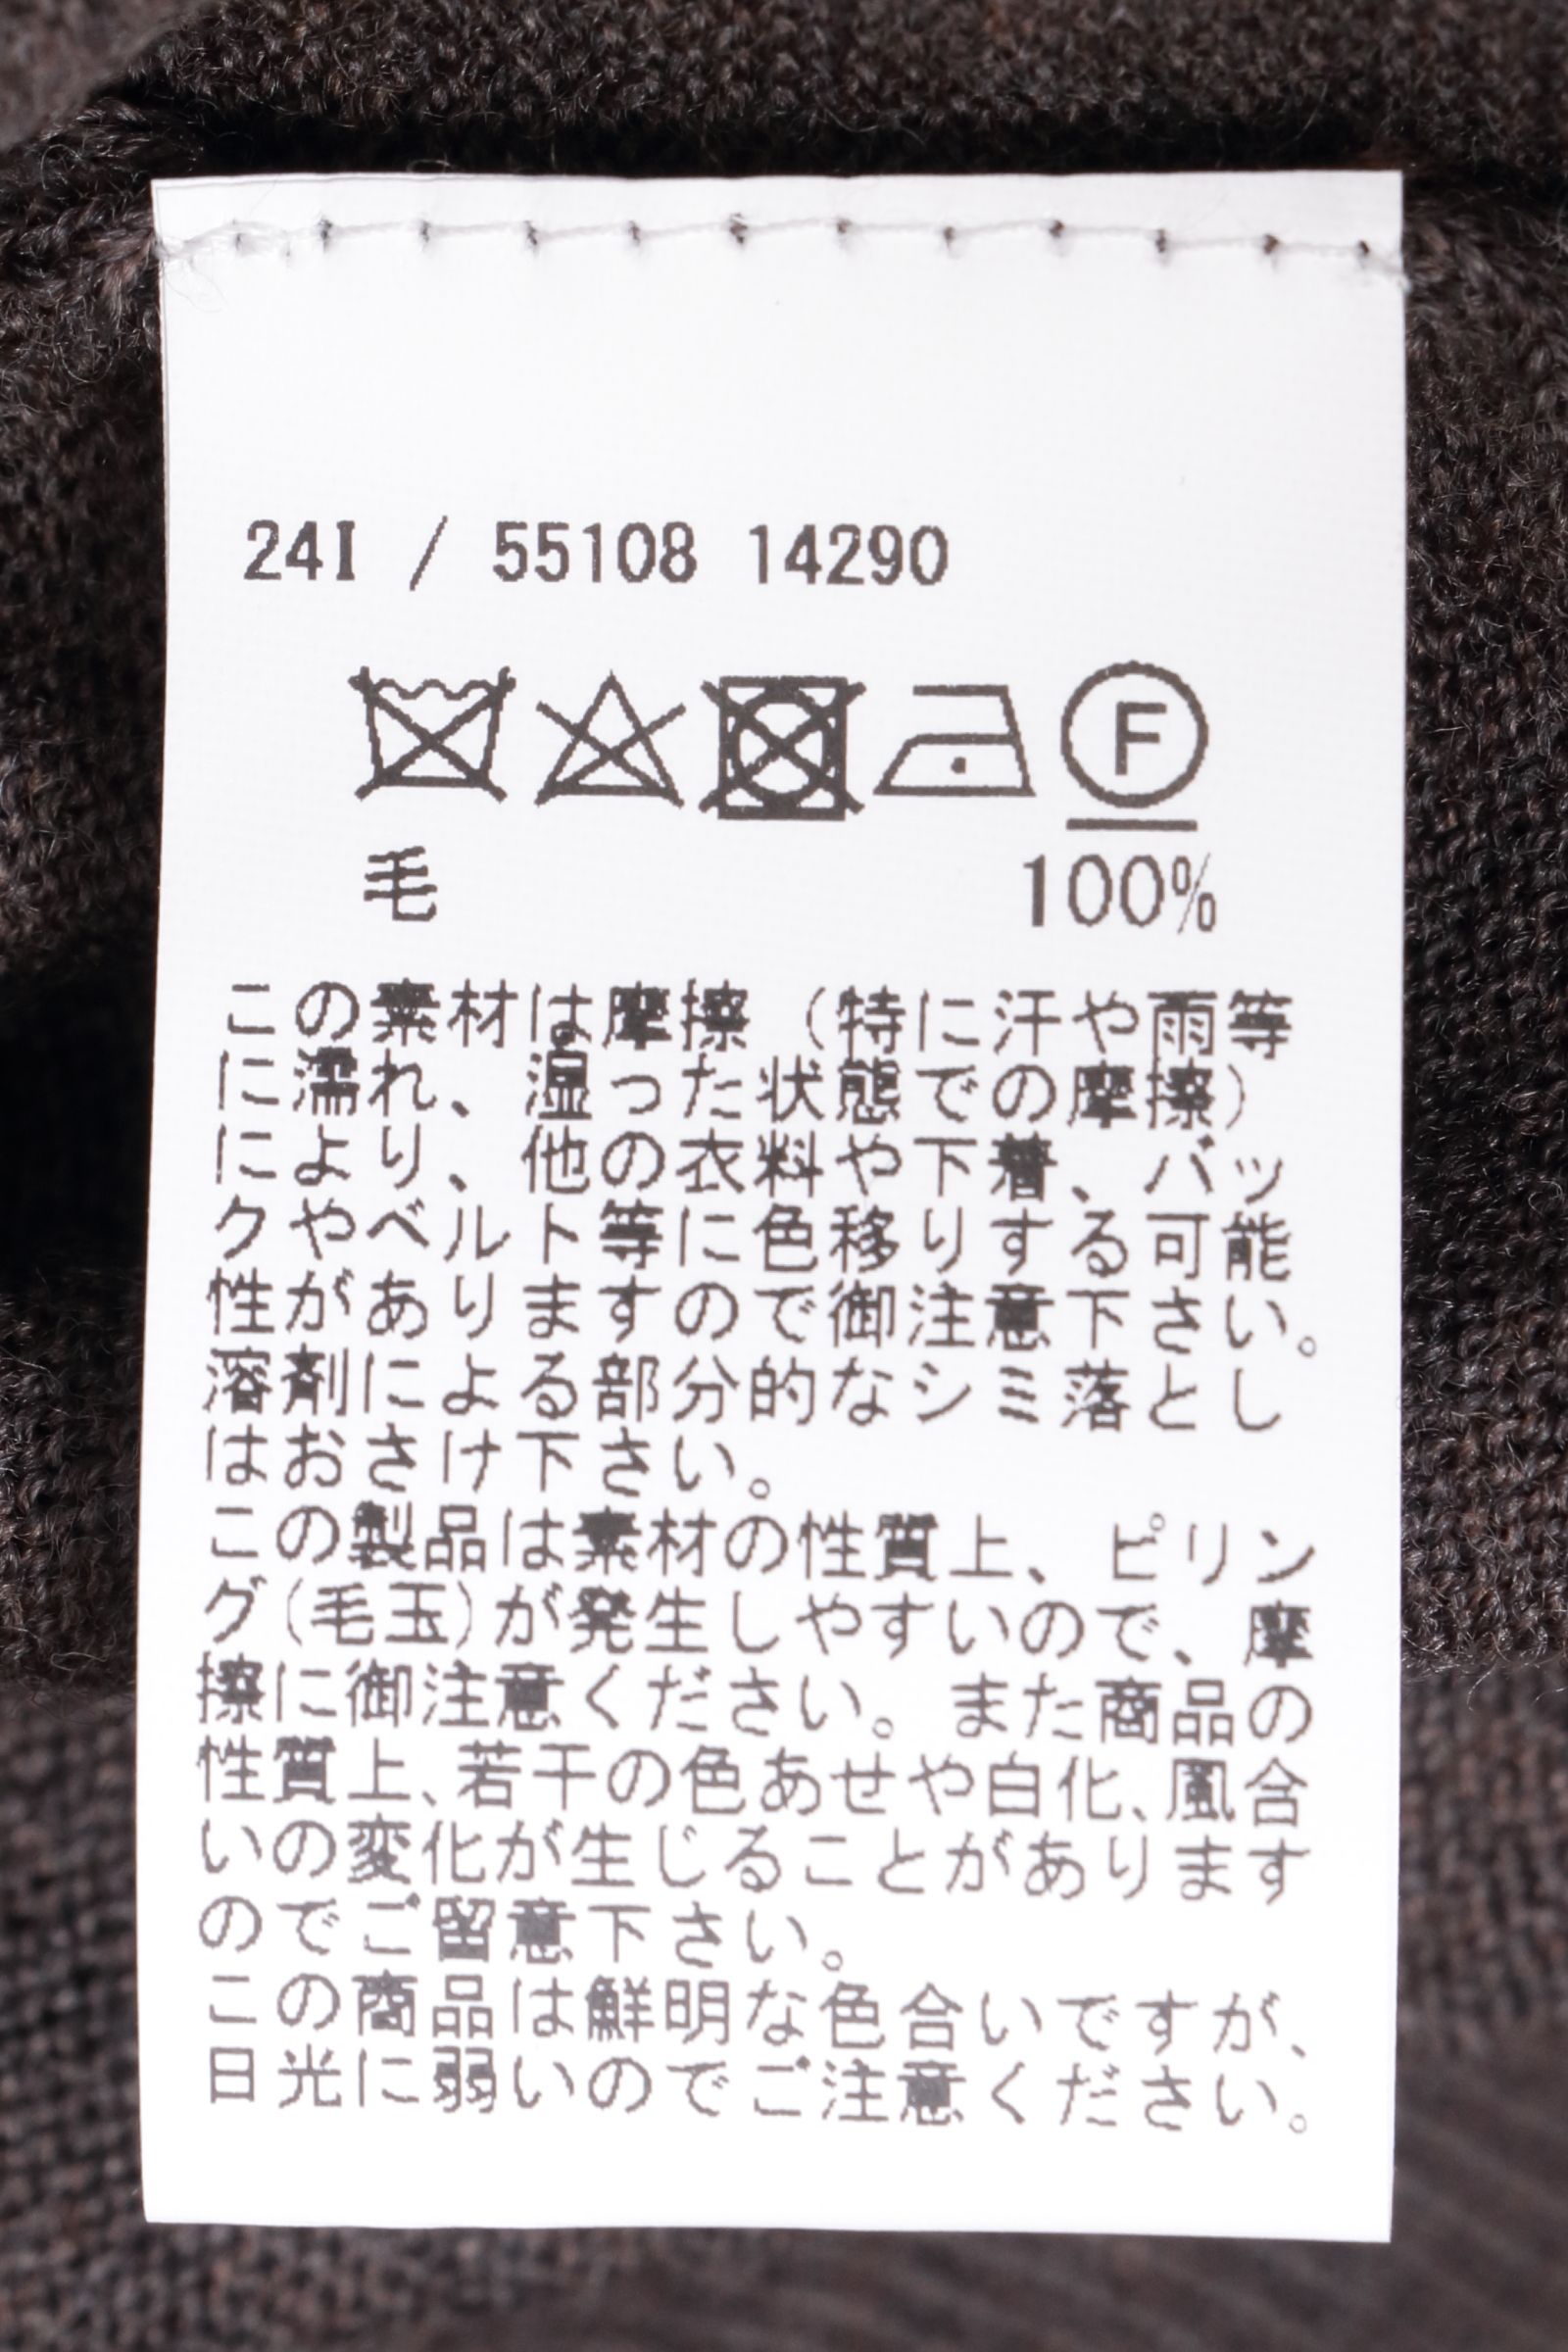 24I / 55108 14290
F
毛 100%
この素材は摩擦（特に汗や雨等
に濡れ、温った状態での摩擦）
により、他の衣料や下着、バッ
クやベルト等に色移りする可能
性がありますので御注意下さい。
溶剤による部分的なシミ落とし
はおさけ下さい。
この製品は素材の性質上、ピリン
グ(毛玉)が発生しやすいので、摩
擦に御注意ください。また商品の
性質上、若干の色あせや白化、風合
いの変化が生じることがあります
のでご留意下さい。
この商品は鮮明な色合いですが、
日光に弱いのでご注意ください。